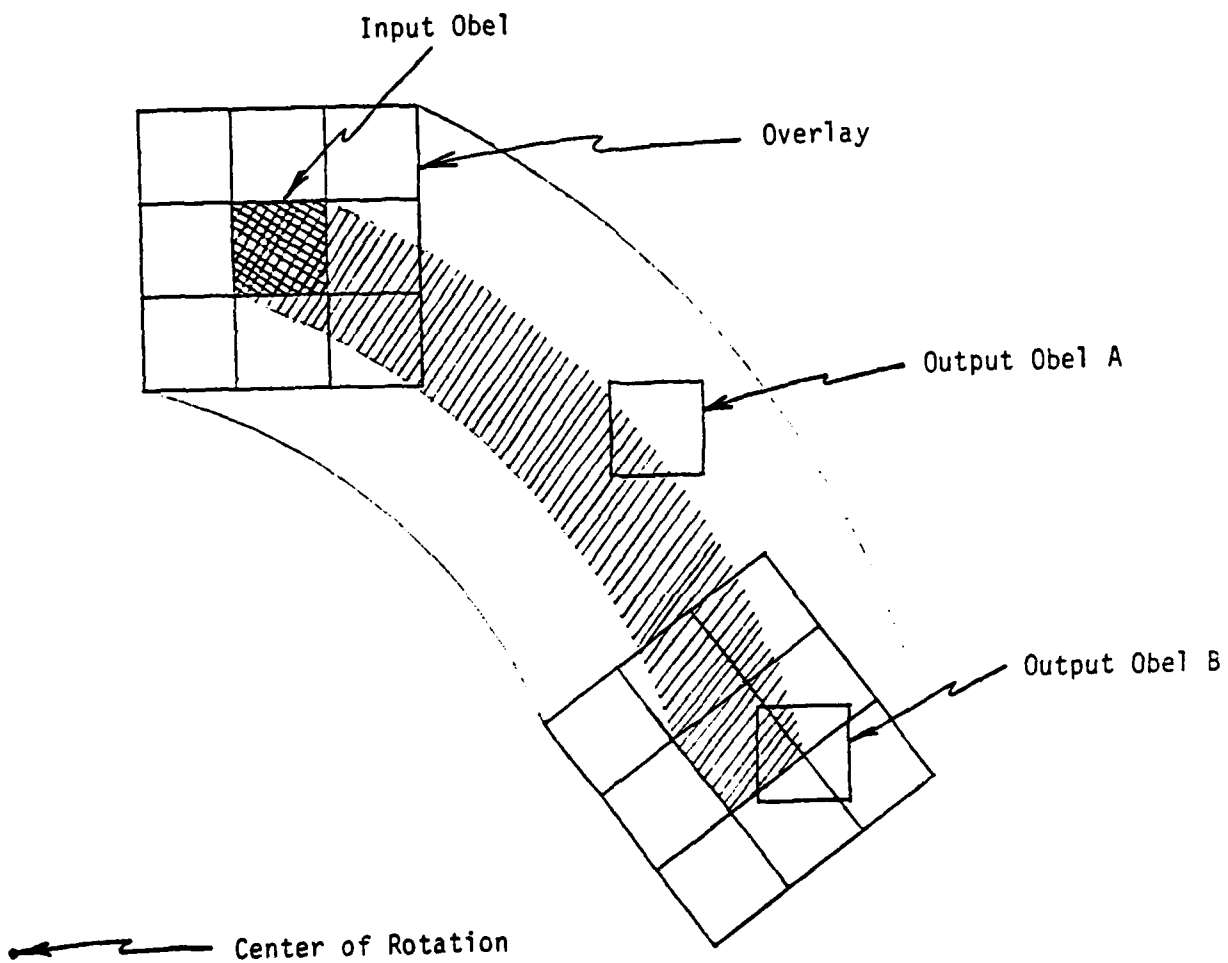 Input Obel
Overlay
Output Obel A
Output Obel B
Center of Rotation